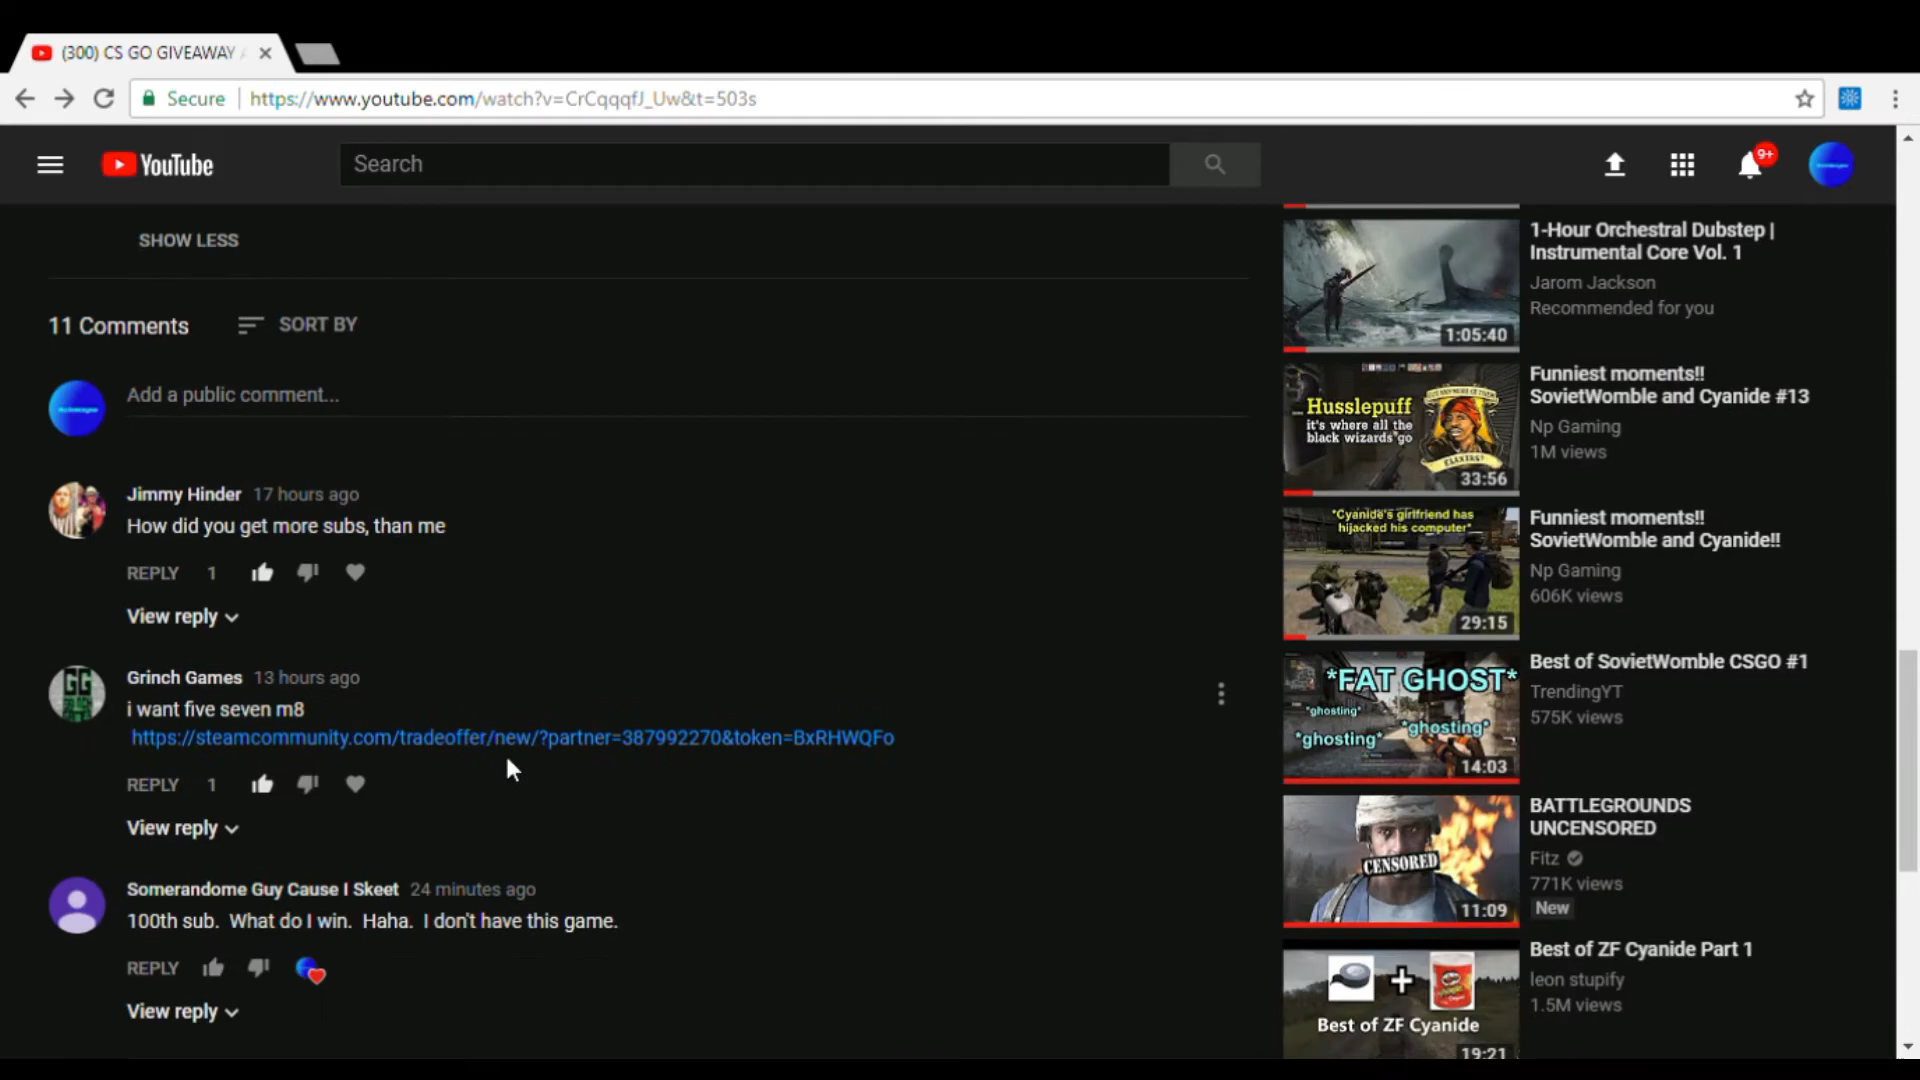 (300) CS GO GIVEAWAY
Secure
https://www.youtube.com/watch?v=CrCqqqfJ_Uw&t=503s
YouTube
Search
9+
SHOW LESS
11 Comments
SORT BY
Add a public comment...
Jimmy Hinder 17 hours ago
How did you get more subs, than me
REPLY 1
View reply
Grinch Games 13 hours ago
i want five seven m8
https://steamcommunity.com/tradeoffer/new/?partner=387992270&token=BxRHWQFo
REPLY 1
View reply
Somerandome Guy Cause I Skeet 24 minutes ago
100th sub. What do I win. Haha. I don't have this game.
REPLY
View reply
1-Hour Orchestral Dubstep |
Instrumental Core Vol. 1
Jarom Jackson
Recommended for you
1:05:40
Husslepuff
it's where all the
black wizards go
33:56
Funniest moments!!
SovietWomble and Cyanide #13
Np Gaming
1M views
*Cyanide's girlfriend has
hijacked his computer*
29:15
Funniest moments!!
SovietWomble and Cyanide!!
Np Gaming
606K views
*FAT GHOST*
*ghosting*
*ghosting*
*ghosting*
14:03
Best of SovietWomble CSGO #1
TrendingYT
575K views
CENSORED
11:09
BATTLEGROUNDS
UNCENSORED
Fitz
771K views
New
+
Best of ZF Cyanide
19:21
Best of ZF Cyanide Part 1
leon stupify
1.5M views